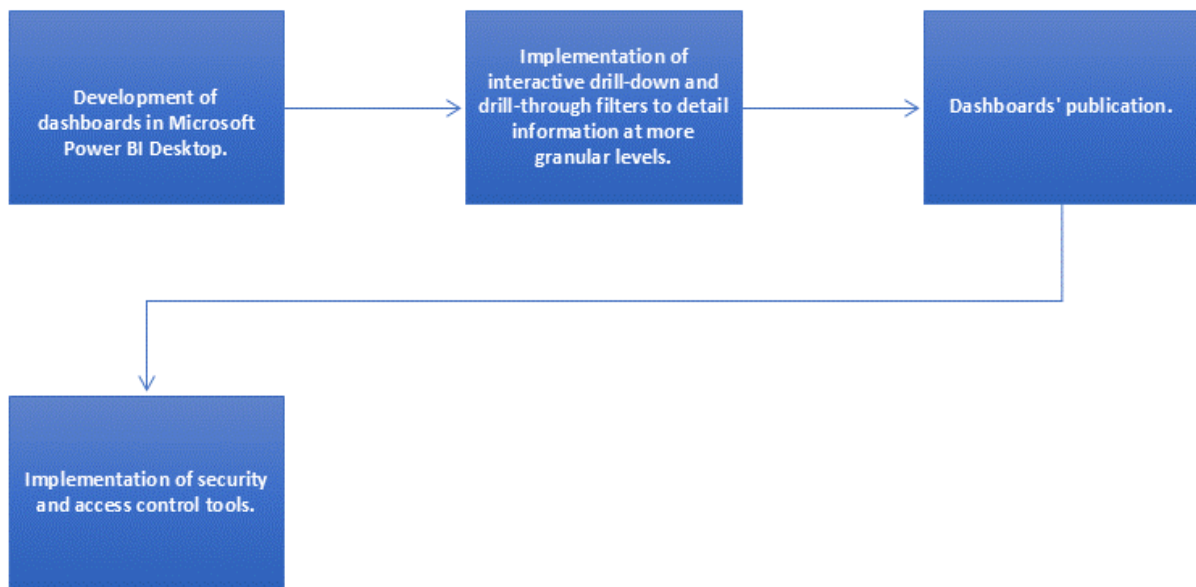 Development of
dashboards in Microsoft
Power BI Desktop.
Implementation of
interactive drill-down and
drill-through filters to detail
information at more
granular levels.
Dashboards' publication.
Implementation of security
and access control tools.